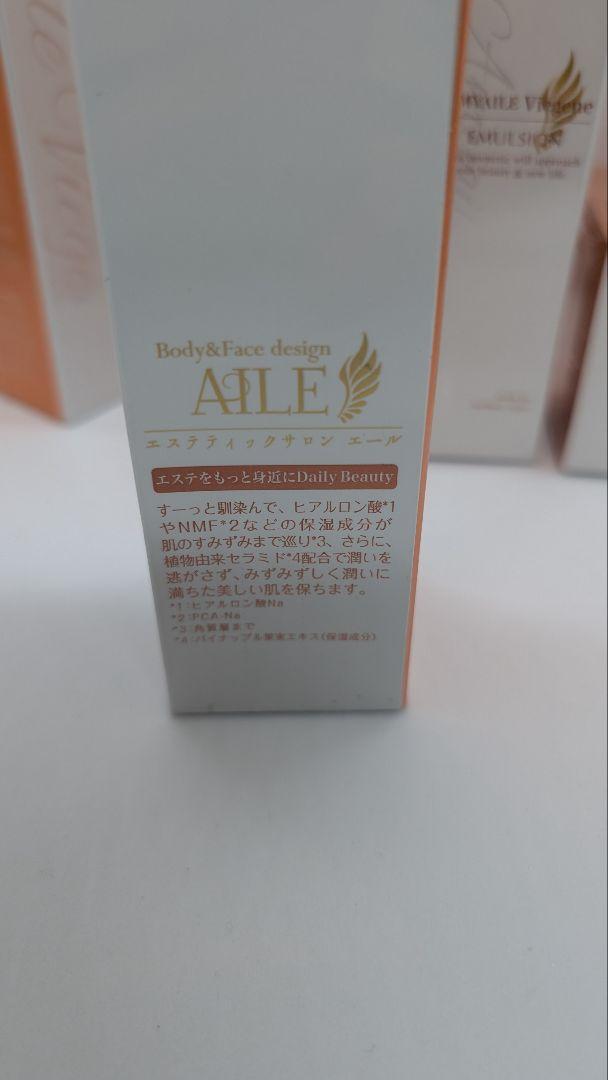 Body&Face design
AILE
エステティックサロン エール
エステをもっと身近にDaily Beauty
すーっと馴染んで、ヒアルロン酸*1
やNMF*2などの保湿成分が
肌のすみずみまで巡り*3、さらに、
植物由来セラミド*4配合で潤いを
逃がさず、みずみずしく潤いに
満ちた美しい肌を保ちます。
*1:ヒアルロン酸Na
*2:PCA-Na
*3:角質層まで
*4:パイナップル果実エキス(保湿成分)
EMULSION